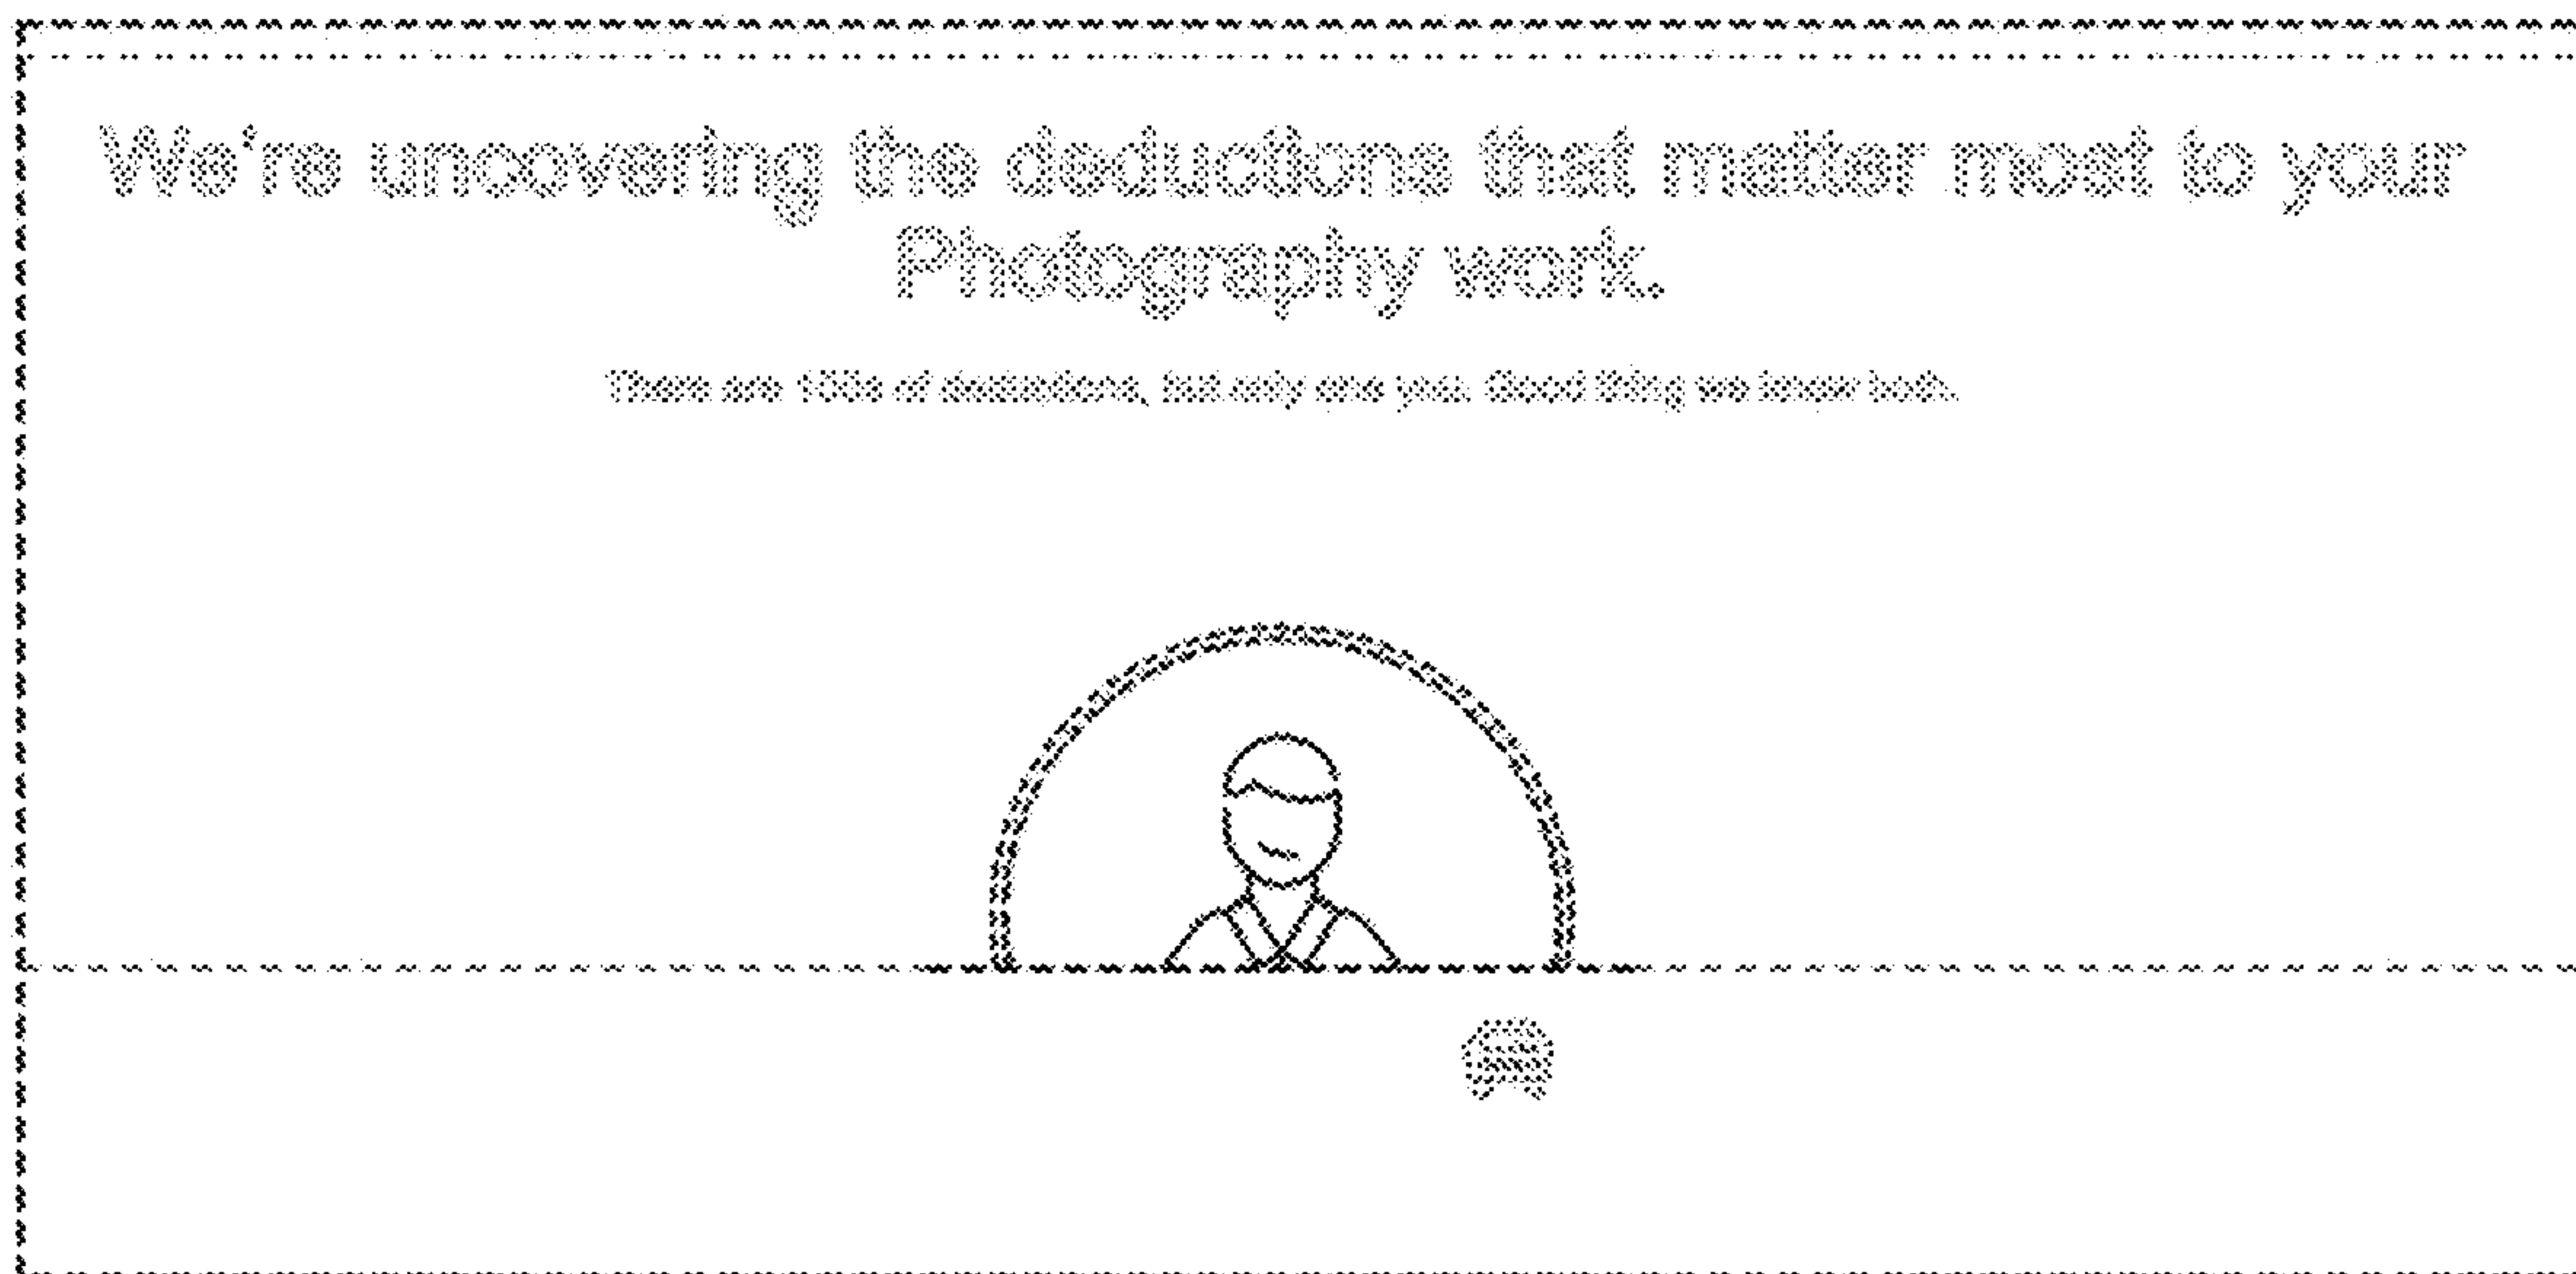 We're uncovering the deductions that matter most to your
Photography work.
There are 100s of deductions, but only one you. Good thing we know both.